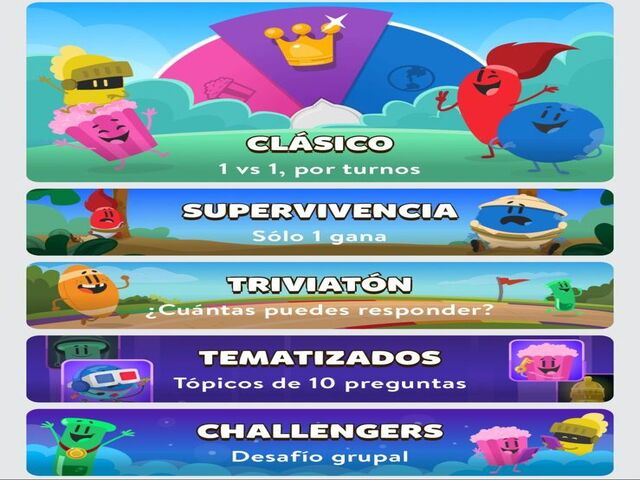 CLÁSICO
1 vs 1, por turnos
SUPERVIVENCIA
Sólo 1 gana
TRIVIATÓN
¿Cuántas puedes responder?
TEMATIZADOS
Tópicos de 10 preguntas
CHALLENGERS
Desafío grupal